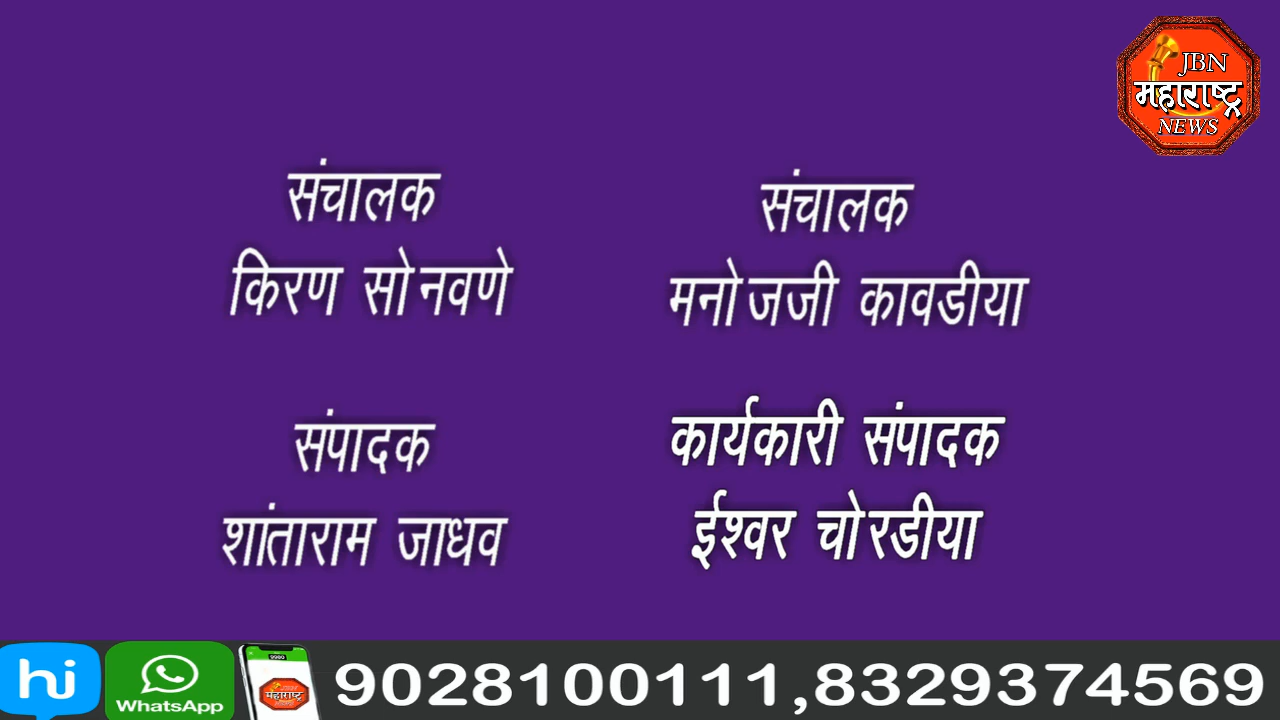 JBN
महाराष्ट्र
NEWS
संचालक
किरण सोनवणे
संचालक
मनोजजी कावडीया
संपादक
शांताराम जाधव
कार्यकारी संपादक
ईश्वर चोरडीया
hi
WhatsApp
महाराष्ट्र
9028100111,8329374569